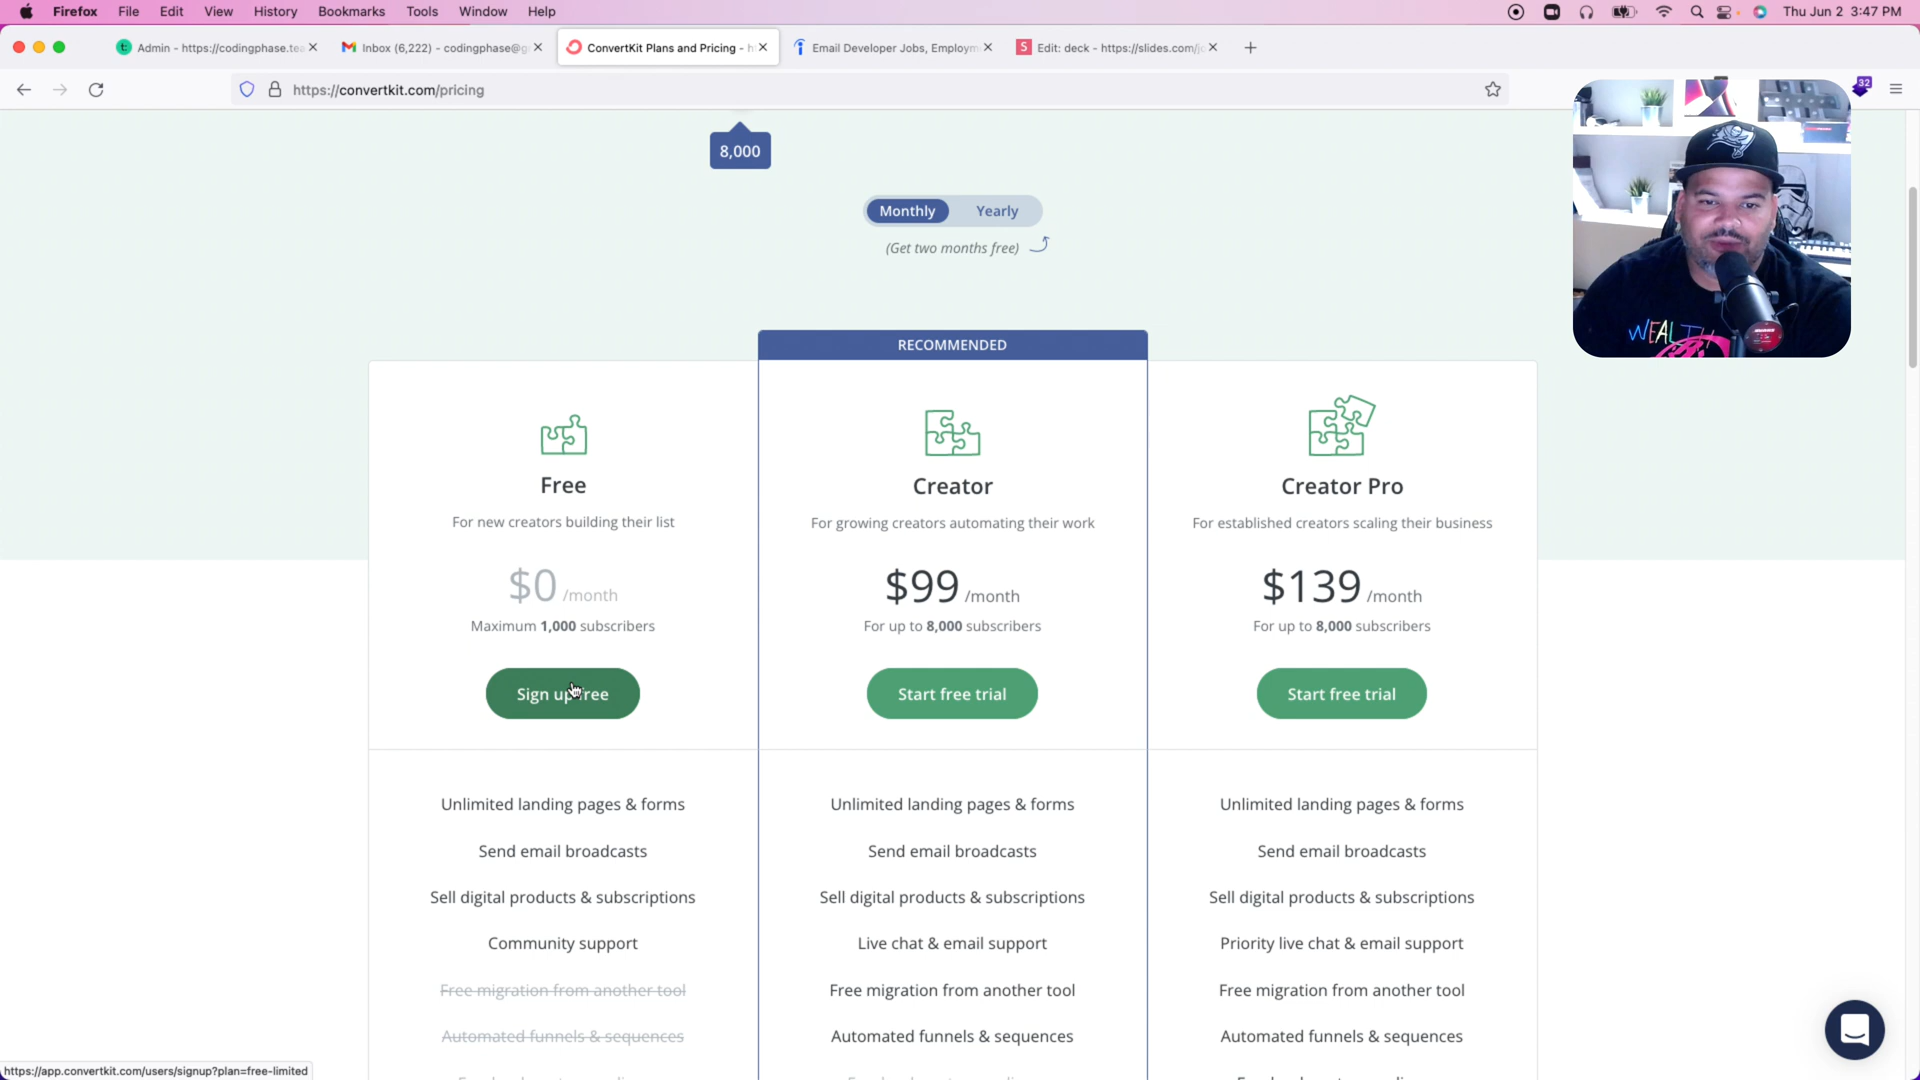 Firefox File Edit View History Bookmarks Tools Window Help Thu Jun 2 3:47 PM
Admin - https://codingphase.tea
Inbox (6,222) - codingphase@g
ConvertKit Plans and Pricing - h
Email Developer Jobs, Employm
Edit: deck - https://slides.com/j
https://convertkit.com/pricing
32
8,000
Monthly Yearly
(Get two months free)
WEALTH
RECOMMENDED
Free
For new creators building their list
$0 /month
Maximum 1,000 subscribers
Sign up free
Unlimited landing pages & forms
Send email broadcasts
Sell digital products & subscriptions
Community support
Free migration from another tool
Automated funnels & sequences
Creator
For growing creators automating their work
$99 /month
For up to 8,000 subscribers
Start free trial
Unlimited landing pages & forms
Send email broadcasts
Sell digital products & subscriptions
Live chat & email support
Free migration from another tool
Automated funnels & sequences
Creator Pro
For established creators scaling their business
$139 /month
For up to 8,000 subscribers
Start free trial
Unlimited landing pages & forms
Send email broadcasts
Sell digital products & subscriptions
Priority live chat & email support
Free migration from another tool
Automated funnels & sequences
https://app.convertkit.com/users/signup?plan=free-limited